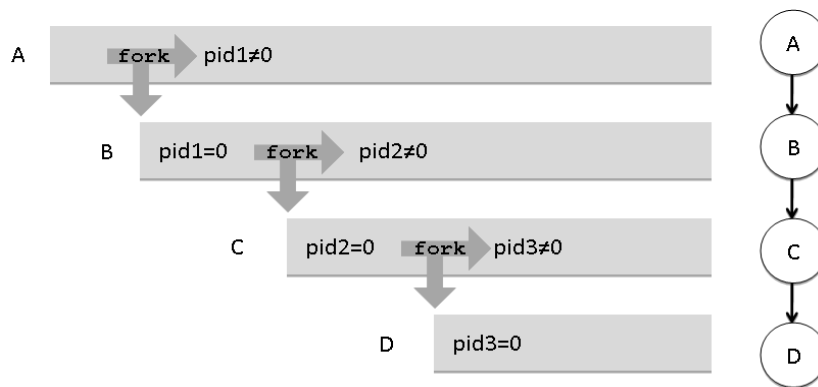 A fork pid1≠0
B pid1=0 fork pid2≠0
C pid2=0 fork pid3≠0
D pid3=0
A
B
C
D